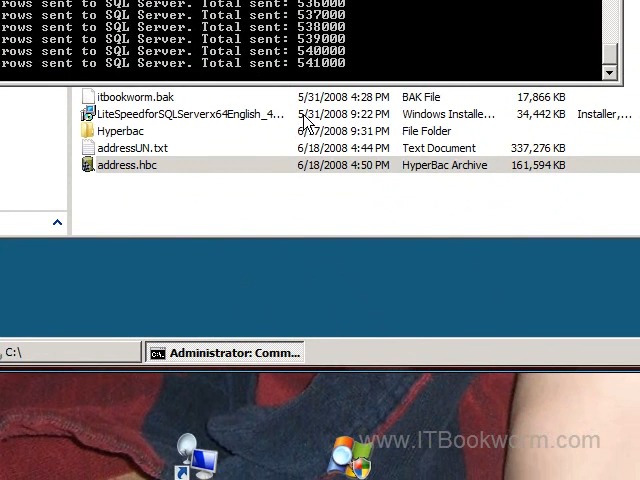 rows sent to SQL Server. Total sent: 536000
rows sent to SQL Server. Total sent: 537000
rows sent to SQL Server. Total sent: 538000
rows sent to SQL Server. Total sent: 539000
rows sent to SQL Server. Total sent: 540000
rows sent to SQL Server. Total sent: 541000
itbookworm.bak 5/31/2008 4:28 PM BAK File 17,866 KB
LiteSpeedforSQLServerx64English_4... 5/31/2008 9:22 PM Windows Installe... 34,442 KB Installer,...
Hyperbac 9:31 PM File Folder
addressUN.txt 6/18/2008 4:44 PM Text Document 337,276 KB
address.hbc 6/18/2008 4:50 PM HyperBac Archive 161,594 KB
C:\ Administrator: Comm...
www.ITBookworm.com